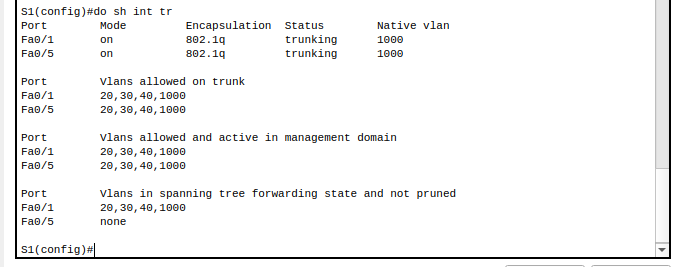 S1(config)#do sh int tr
Port        Mode         Encapsulation  Status        Native vlan
Fa0/1       on           802.1q         trunking      1000
Fa0/5       on           802.1q         trunking      1000

Port        Vlans allowed on trunk
Fa0/1       20,30,40,1000
Fa0/5       20,30,40,1000

Port        Vlans allowed and active in management domain
Fa0/1       20,30,40,1000
Fa0/5       20,30,40,1000

Port        Vlans in spanning tree forwarding state and not pruned
Fa0/1       20,30,40,1000
Fa0/5       none

S1(config)#